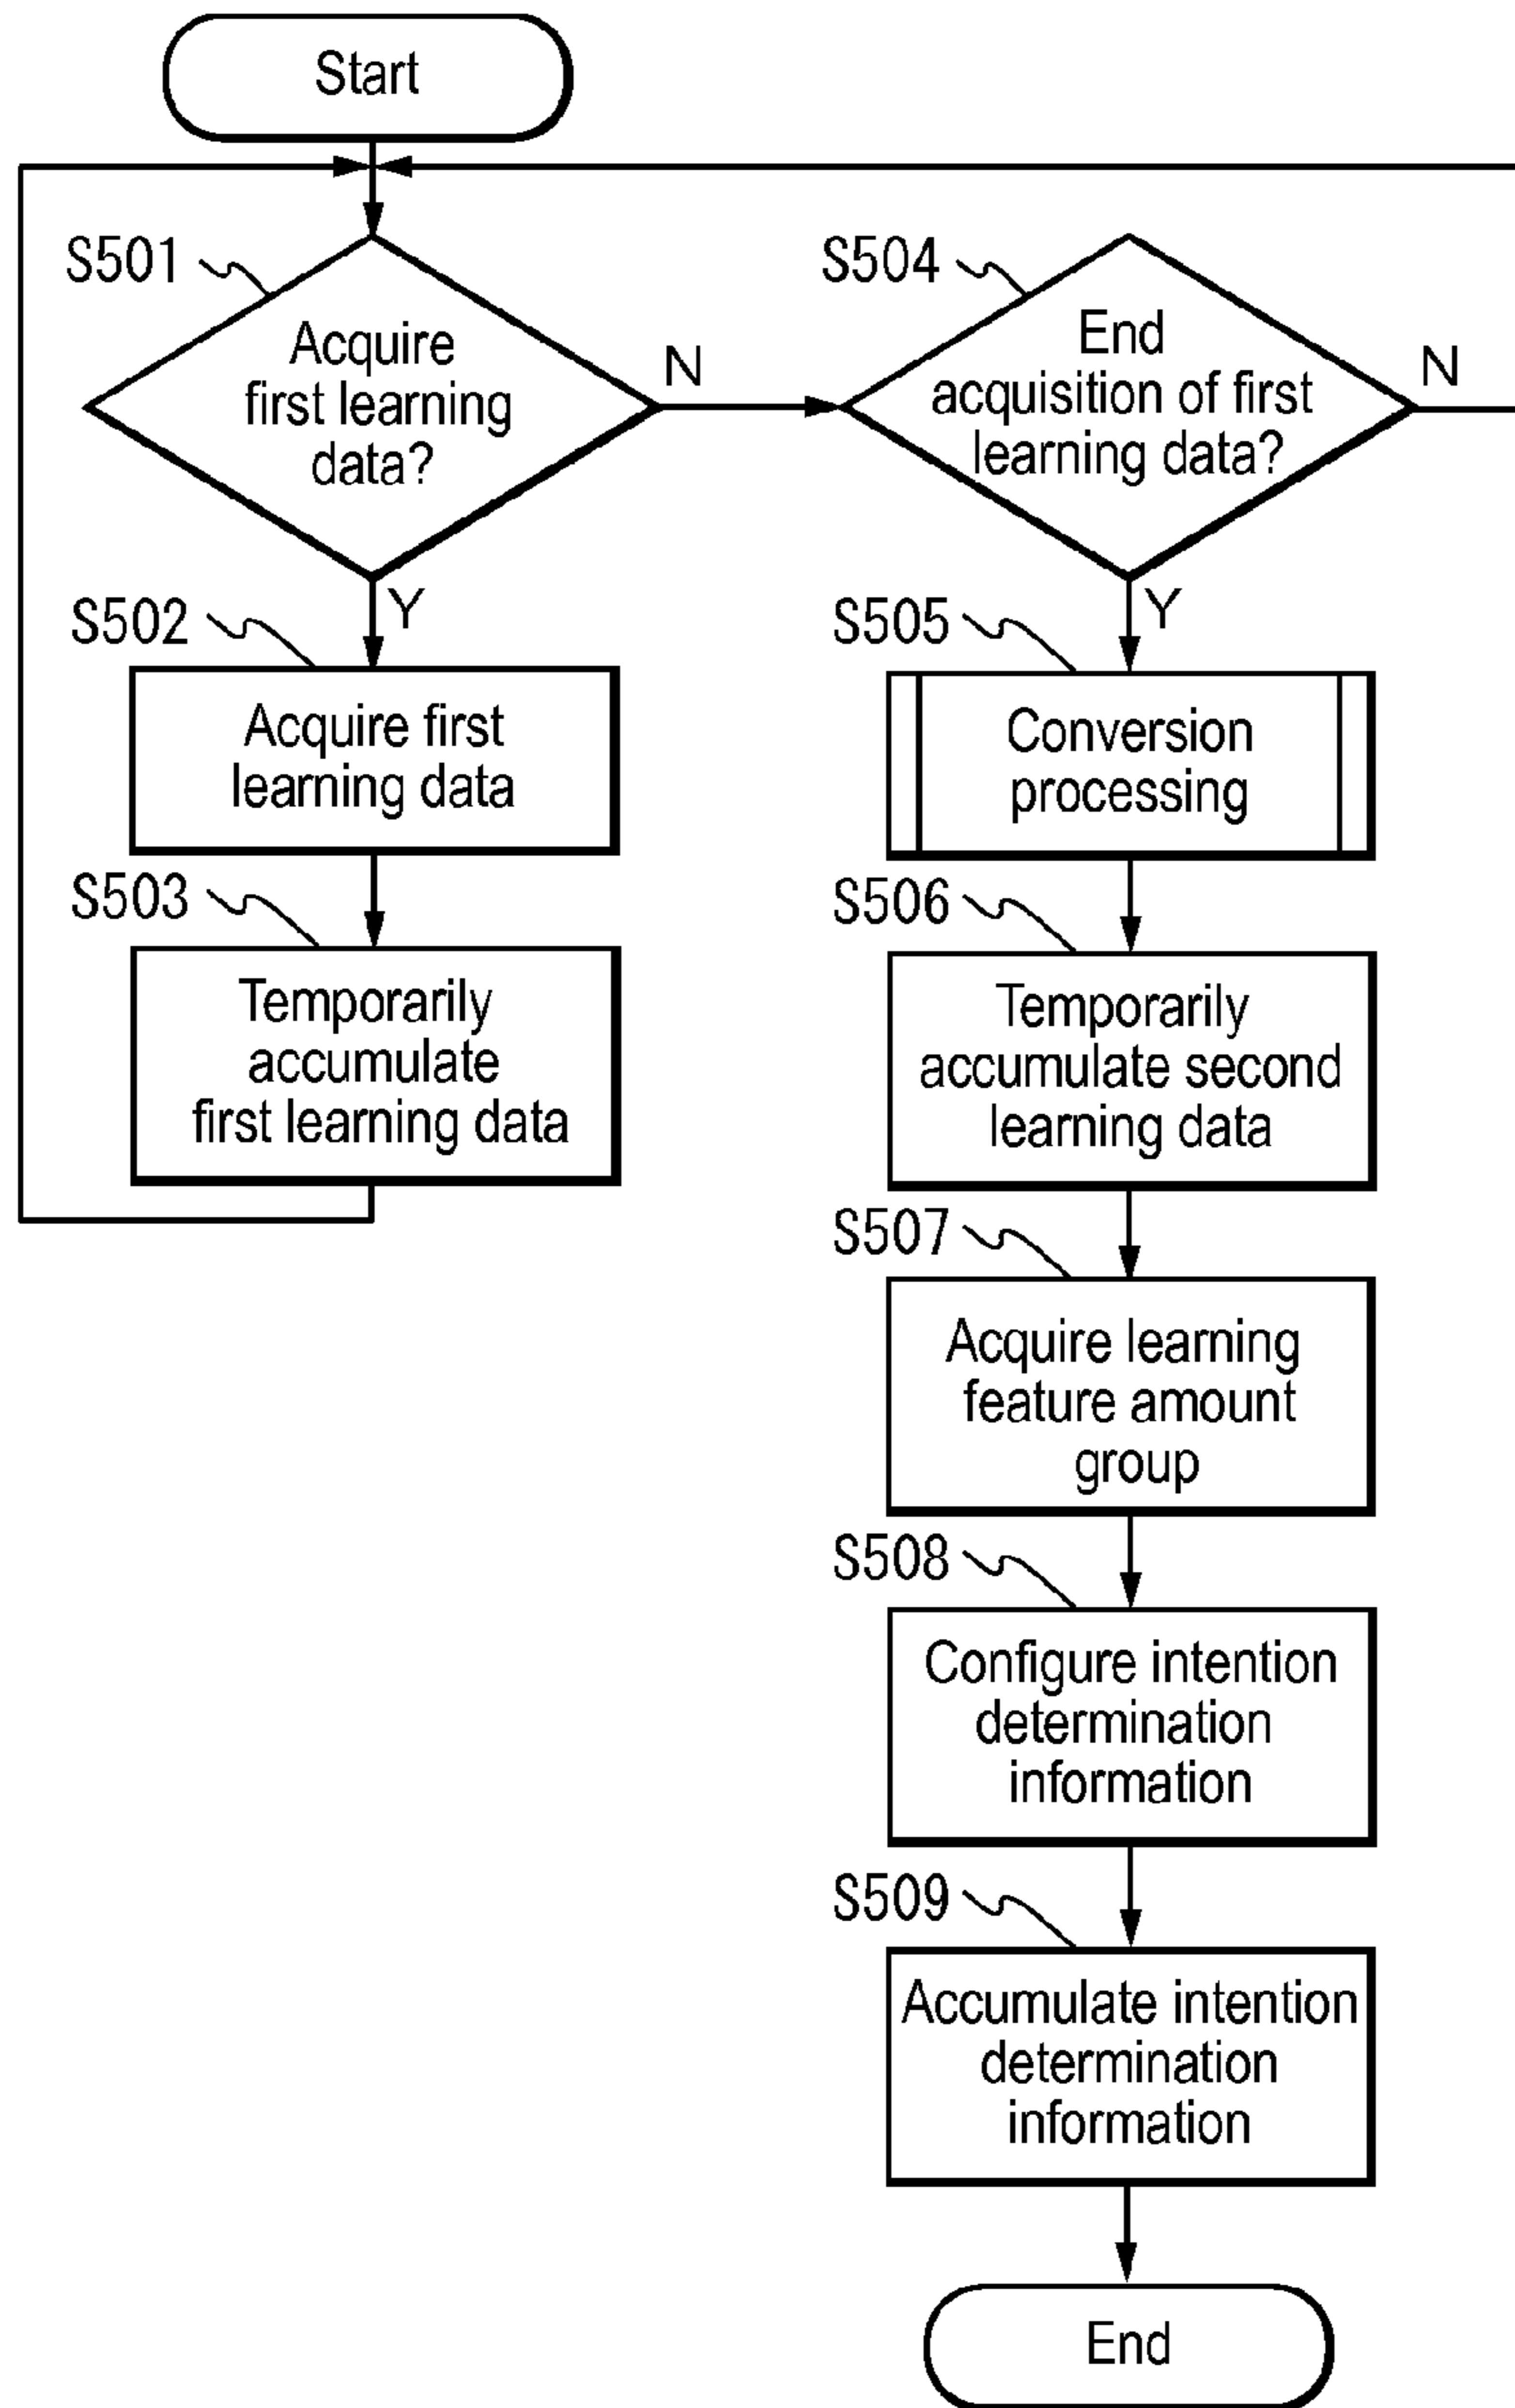 Start
S501
Acquire
first learning
data?
N
Y
S502
Acquire first
learning data
S503
Temporarily
accumulate
first learning data
S504
End
acquisition of first
learning data?
N
Y
S505
Conversion
processing
S506
Temporarily
accumulate second
learning data
S507
Acquire learning
feature amount
group
S508
Configure intention
determination
information
S509
Accumulate intention
determination
information
End